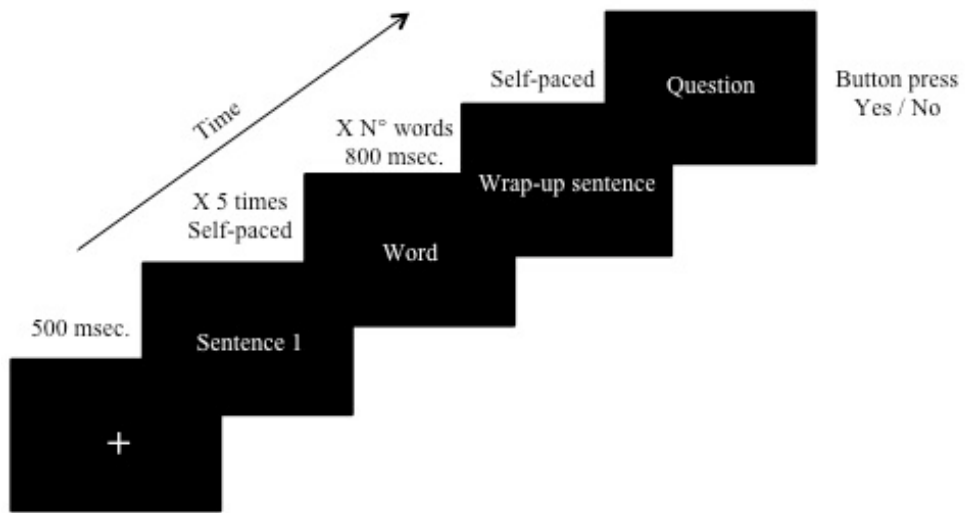 Self-paced
Question
Button press
Yes / No
Time
X N° words
800 msec.
Wrap-up sentence
X 5 times
Self-paced
Word
500 msec.
Sentence 1
+